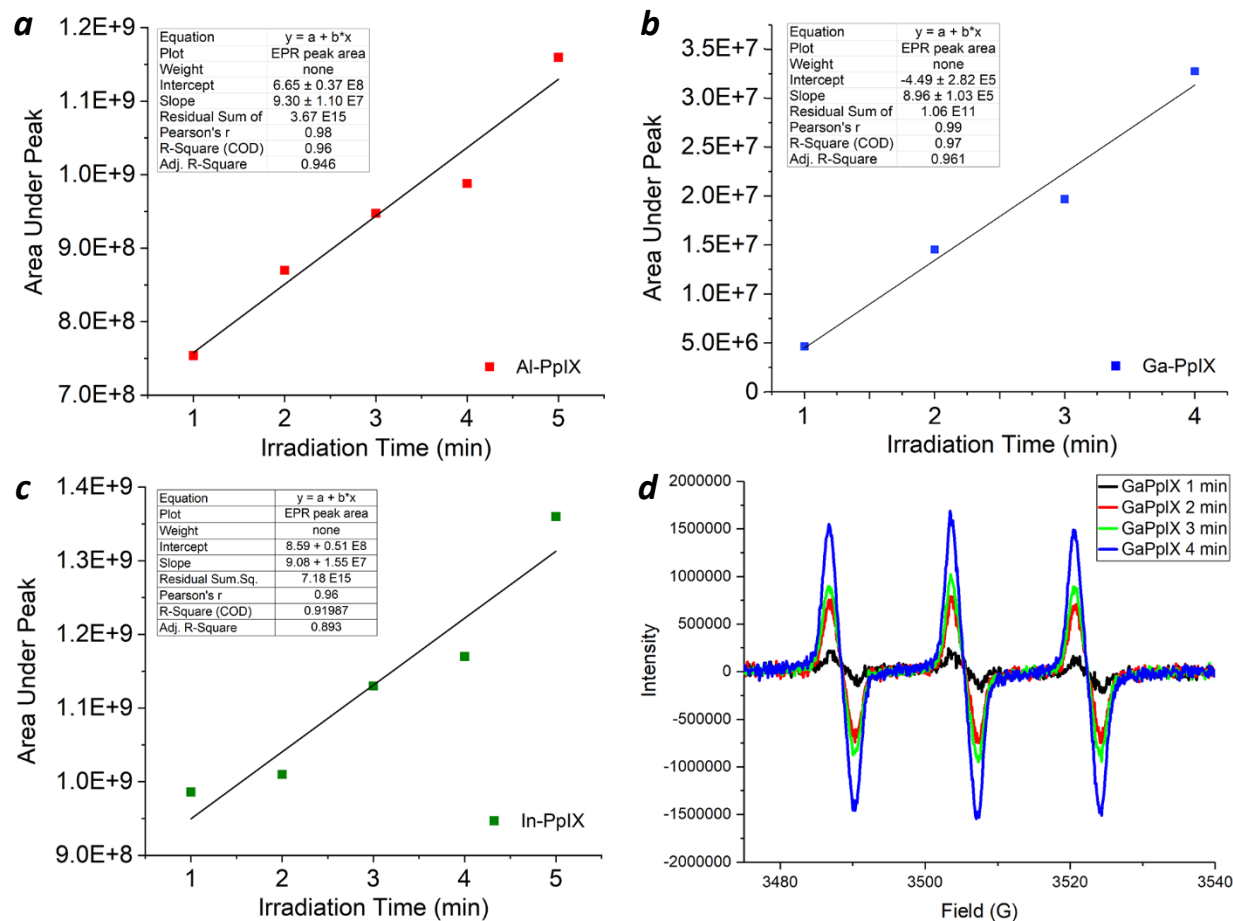 a
Equation y = a + b*x
Plot EPR peak area
Weight none
Intercept 6.65 ± 0.37 E8
Slope 9.30 ± 1.10 E7
Residual Sum of 3.67 E15
Pearson's r 0.98
R-Square (COD) 0.96
Adj. R-Square 0.946
1.2E+9
1.1E+9
1.0E+9
9.0E+8
8.0E+8
7.0E+8
Area Under Peak
Al-PpIX
1 2 3 4 5
Irradiation Time (min)
b
Equation y = a + b*x
Plot EPR peak area
Weight none
Intercept -4.49 ± 2.82 E5
Slope 8.96 ± 1.03 E5
Residual Sum of 1.06 E11
Pearson's r 0.99
R-Square (COD) 0.97
Adj. R-Square 0.961
3.5E+7
3.0E+7
2.5E+7
2.0E+7
1.5E+7
1.0E+7
5.0E+6
0
Area Under Peak
Ga-PpIX
1 2 3 4
Irradiation Time (min)
c
Equation y = a + b*x
Plot EPR peak area
Weight none
Intercept 8.59 + 0.51 E8
Slope 9.08 + 1.55 E7
Residual Sum.Sq. 7.18 E15
Pearson's r 0.96
R-Square (COD) 0.91987
Adj. R-Square 0.893
1.4E+9
1.3E+9
1.2E+9
1.1E+9
1.0E+9
9.0E+8
Area Under Peak
In-PpIX
1 2 3 4 5
Irradiation Time (min)
d
GaPpIX 1 min
GaPpIX 2 min
GaPpIX 3 min
GaPpIX 4 min
2000000
1500000
1000000
500000
0
-500000
-1000000
-1500000
-2000000
Intensity
3480 3500 3520 3540
Field (G)